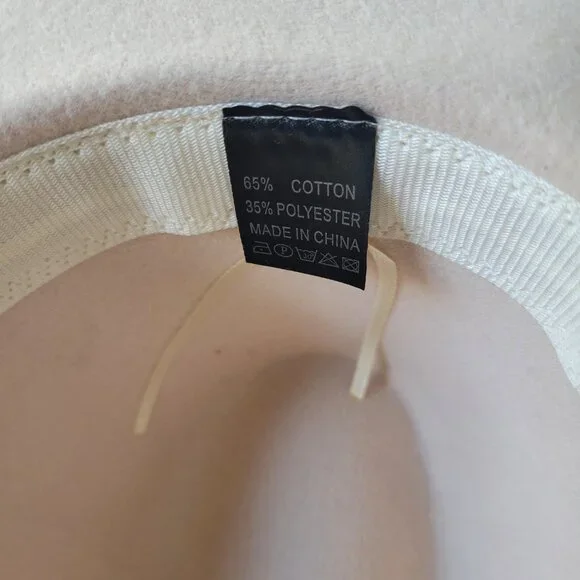 65% COTTON
35% POLYESTER
MADE IN CHINA